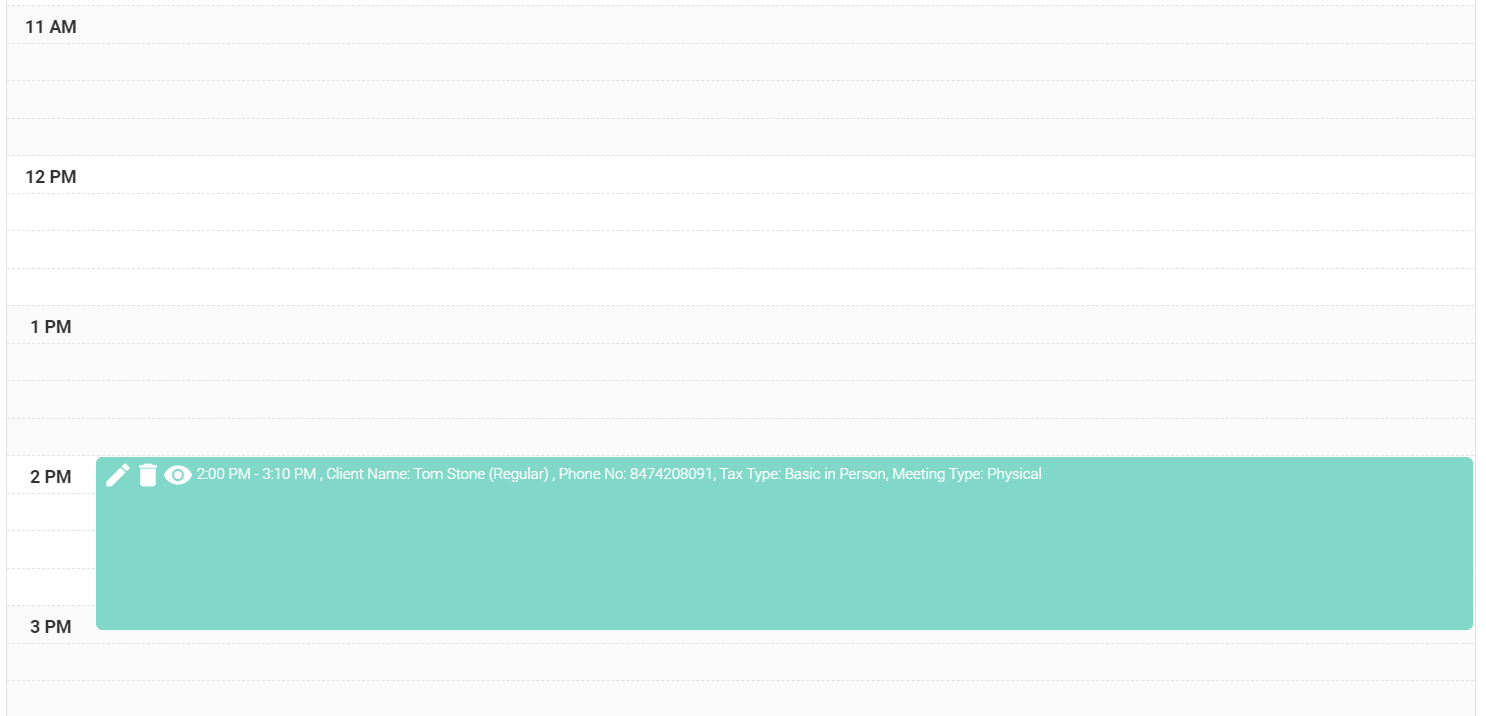 11 AM
12 PM
1 PM
2 PM
2:00 PM - 3:10 PM , Client Name: Tom Stone (Regular) , Phone No: 8474208091, Tax Type: Basic in Person, Meeting Type: Physical
3 PM